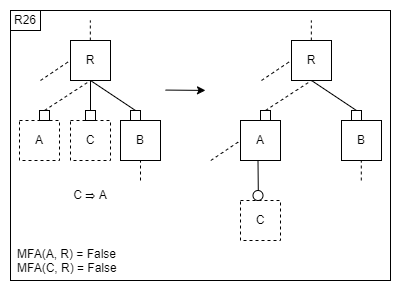 R26
R
R
A
C
B
A
B
C ⇒ A
C
MFA(A, R) = False
MFA(C, R) = False